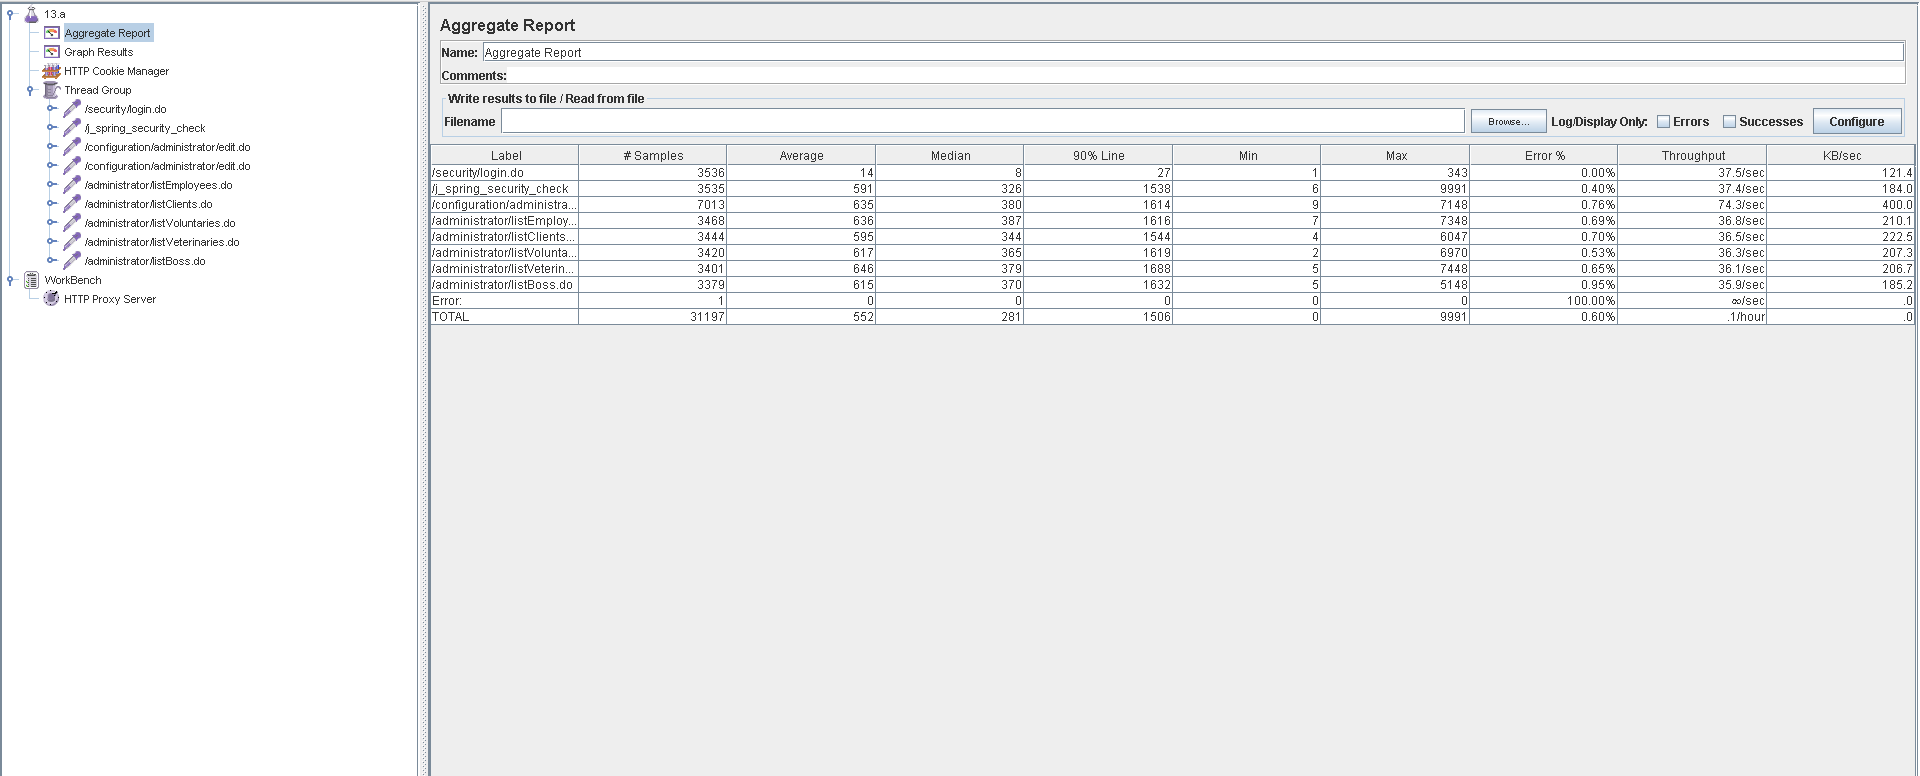 13.a
Aggregate Report
Graph Results
HTTP Cookie Manager
Thread Group
/security/login.do
/j_spring_security_check
/configuration/administrator/edit.do
/configuration/administrator/edit.do
/administrator/listEmployees.do
/administrator/listClients.do
/administrator/listVoluntaries.do
/administrator/listVeterinaries.do
/administrator/listBoss.do
WorkBench
HTTP Proxy Server
Aggregate Report
Name: Aggregate Report
Comments:
Write results to file / Read from file
Filename Browse... Log/Display Only: Errors Successes Configure
Label # Samples Average Median 90% Line Min Max Error % Throughput KB/sec
/security/login.do 3536 14 8 27 1 343 0.00% 37.5/sec 121.4
/j_spring_security_check 3535 591 326 1538 6 9991 0.40% 37.4/sec 184.0
/configuration/administra... 7013 635 380 1614 9 7148 0.76% 74.3/sec 400.0
/administrator/listEmploy... 3468 636 387 1616 7 7348 0.69% 36.8/sec 210.1
/administrator/listClients... 3444 595 344 1544 4 6047 0.70% 36.5/sec 222.5
/administrator/listVolunta... 3420 617 365 1619 2 6970 0.53% 36.3/sec 207.3
/administrator/listVeterin... 3401 646 379 1688 5 7448 0.65% 36.1/sec 206.7
/administrator/listBoss.do 3379 615 370 1632 5 5148 0.95% 35.9/sec 185.2
Error: 1 0 0 0 0 0 100.00% ∞/sec .0
TOTAL 31197 552 281 1506 0 9991 0.60% .1/hour .0